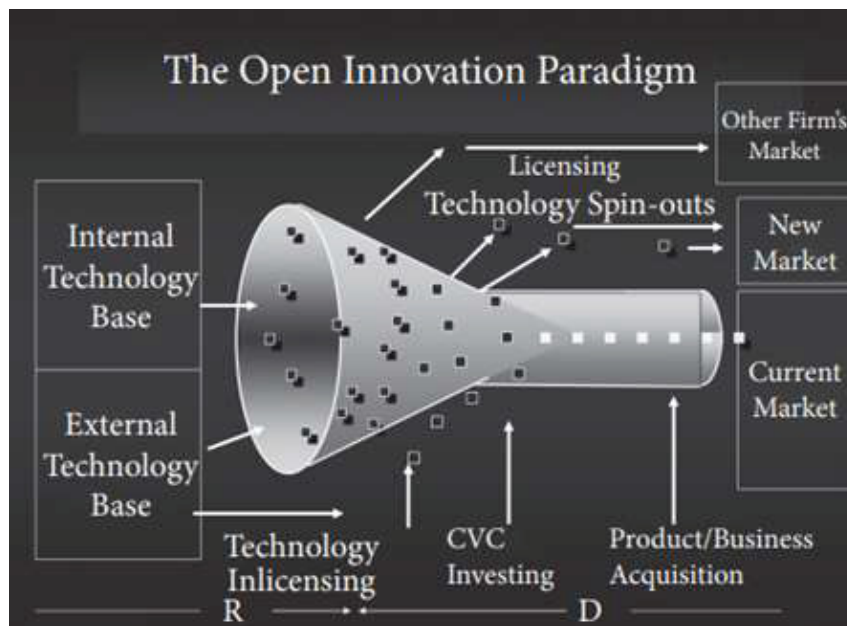 The Open Innovation Paradigm
Other Firm's
Market
Licensing
Technology Spin-outs
New
Market
Internal
Technology
Base
Current
Market
External
Technology
Base
Technology
Inlicensing
CVC
Investing
Product/Business
Acquisition
R
D